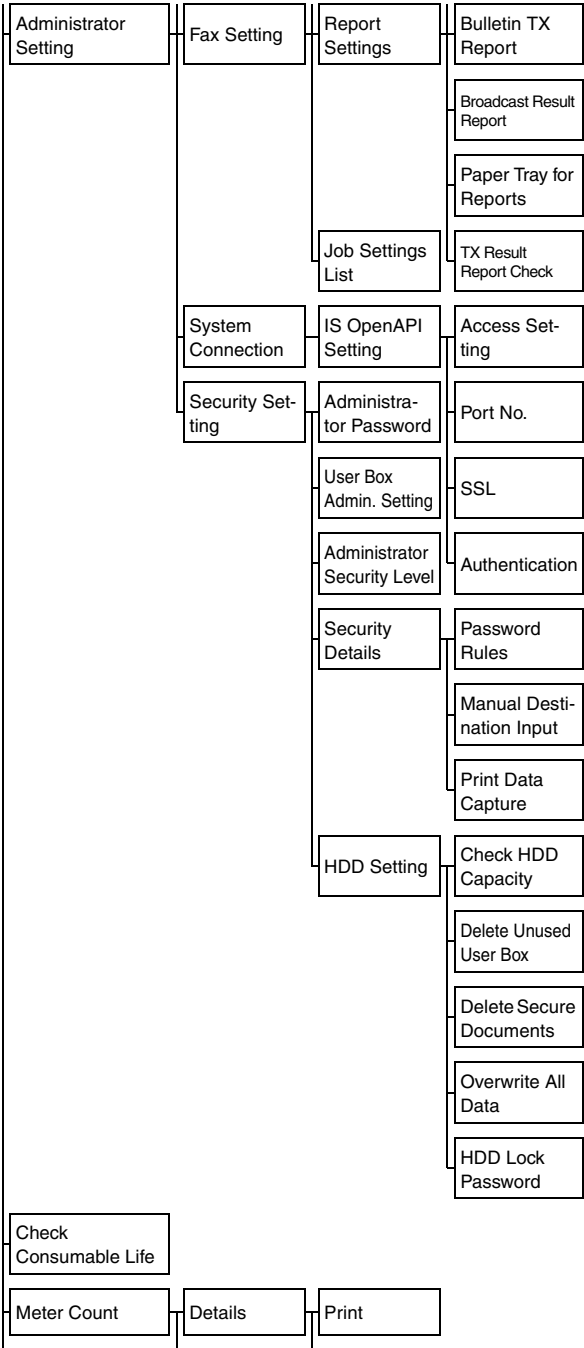 Administrator
Setting
Fax Setting
Report
Settings
Bulletin TX
Report
Broadcast Result
Report
Paper Tray for
Reports
Job Settings
List
TX Result
Report Check
System
Connection
IS OpenAPI
Setting
Access Set-
ting
Security Set-
ting
Administra-
tor Password
Port No.
User Box
Admin. Setting
SSL
Administrator
Security Level
Authentication
Security
Details
Password
Rules
Manual Desti-
nation Input
Print Data
Capture
HDD Setting
Check HDD
Capacity
Delete Unused
User Box
Delete Secure
Documents
Overwrite All
Data
HDD Lock
Password
Check
Consumable Life
Meter Count
Details
Print